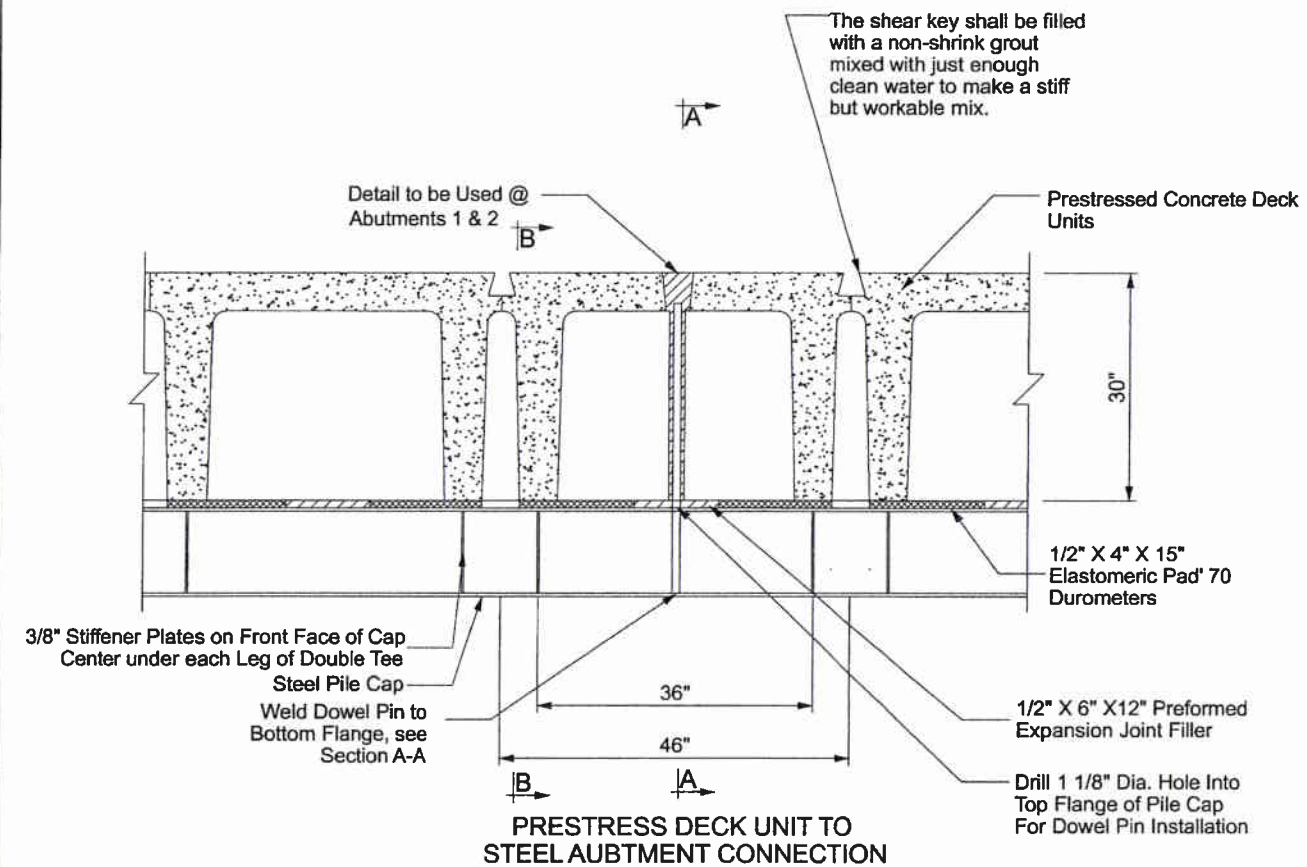 The shear key shall be filled
with a non-shrink grout
mixed with just enough
clean water to make a stiff
but workable mix.
A
Detail to be Used @
Abutments 1 & 2
B
Prestressed Concrete Deck
Units
30"
1/2" X 4" X 15"
Elastomeric Pad' 70
Durometers
3/8" Stiffener Plates on Front Face of Cap
Center under each Leg of Double Tee
Steel Pile Cap
Weld Dowel Pin to
Bottom Flange, see
Section A-A
36"
46"
1/2" X 6" X12" Preformed
Expansion Joint Filler
Drill 1 1/8" Dia. Hole Into
Top Flange of Pile Cap
For Dowel Pin Installation
B
A
PRESTRESS DECK UNIT TO
STEEL AUBTMENT CONNECTION